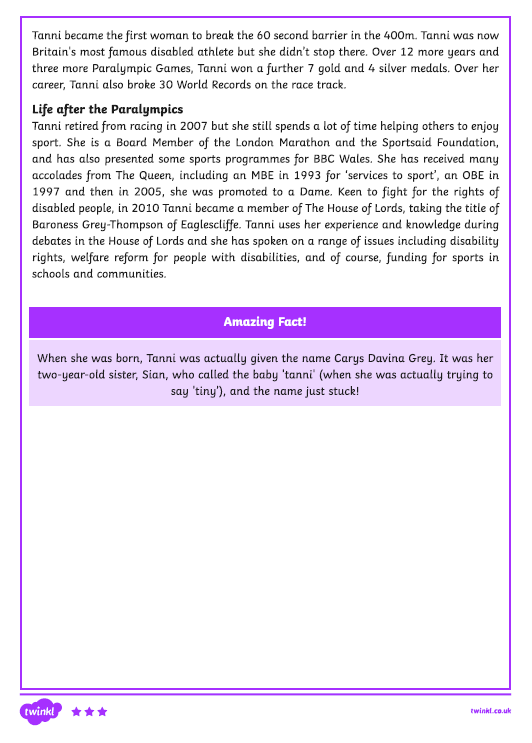 Tanni became the first woman to break the 60 second barrier in the 400m. Tanni was now
Britain's most famous disabled athlete but she didn't stop there. Over 12 more years and
three more Paralympic Games, Tanni won a further 7 gold and 4 silver medals. Over her
career, Tanni also broke 30 World Records on the race track.
Life after the Paralympics
Tanni retired from racing in 2007 but she still spends a lot of time helping others to enjoy
sport. She is a Board Member of the London Marathon and the Sportsaid Foundation,
and has also presented some sports programmes for BBC Wales. She has received many
accolades from The Queen, including an MBE in 1993 for 'services to sport', an OBE in
1997 and then in 2005, she was promoted to a Dame. Keen to fight for the rights of
disabled people, in 2010 Tanni became a member of The House of Lords, taking the title of
Baroness Grey-Thompson of Eaglescliffe. Tanni uses her experience and knowledge during
debates in the House of Lords and she has spoken on a range of issues including disability
rights, welfare reform for people with disabilities, and of course, funding for sports in
schools and communities.
Amazing Fact!
When she was born, Tanni was actually given the name Carys Davina Grey. It was her
two-year-old sister, Sian, who called the baby 'tanni' (when she was actually trying to
say 'tiny'), and the name just stuck!
twinkl
twinkl.co.uk